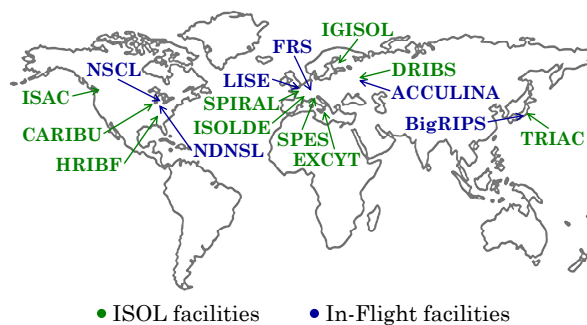 FRS
IGISOL
NSCL
LISE
DRIBS
ISAC
SPIRAL
ACCULINA
CARIBU
ISOLDE
BigRIPS
HRIBF
NDNSL
SPES
TRIAC
EXCYT
ISOL facilities
In-Flight facilities